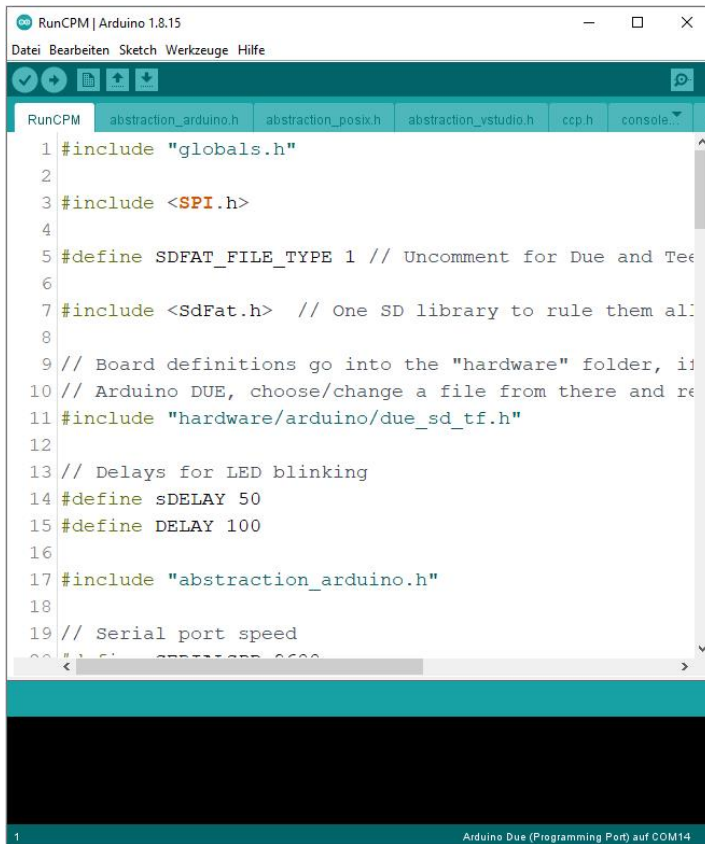 RunCPM | Arduino 1.8.15
Datei Bearbeiten Sketch Werkzeuge Hilfe
RunCPM abstraction_arduino.h abstraction_posix.h abstraction_vstudio.h ccp.h console...
1 #include "globals.h"
2
3 #include <SPI.h>
4
5 #define SDFAT_FILE_TYPE 1 // Uncomment for Due and Tee
6
7 #include <SdFat.h>  // One SD library to rule them al
8
9 // Board definitions go into the "hardware" folder, if
10 // Arduino DUE, choose/change a file from there and re
11 #include "hardware/arduino/due_sd_tf.h"
12
13 // Delays for LED blinking
14 #define sDELAY 50
15 #define DELAY 100
16
17 #include "abstraction_arduino.h"
18
19 // Serial port speed
1 Arduino Due (Programming Port) auf COM14